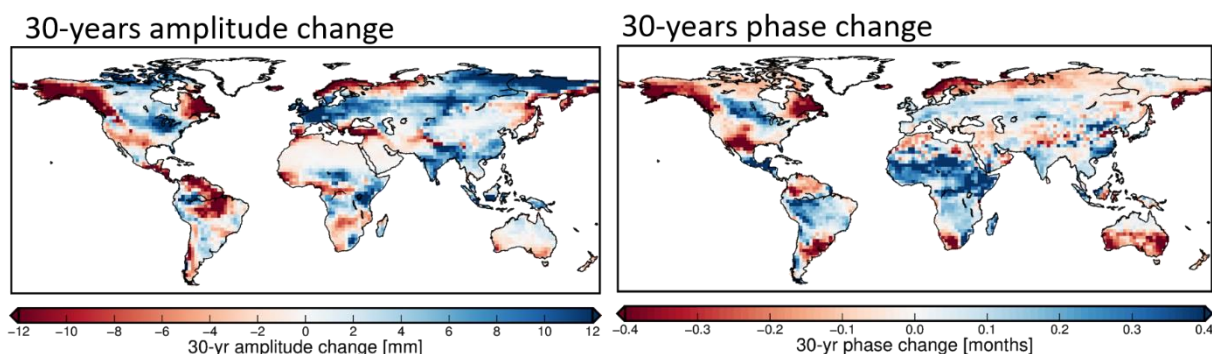 30-years amplitude change
30-years phase change
−12 −10 −8 −6 −4 −2 0 2 4 6 8 10 12
30-yr amplitude change [mm]
−0.4 −0.3 −0.2 −0.1 0.0 0.1 0.2 0.3 0.4
30-yr phase change [months]